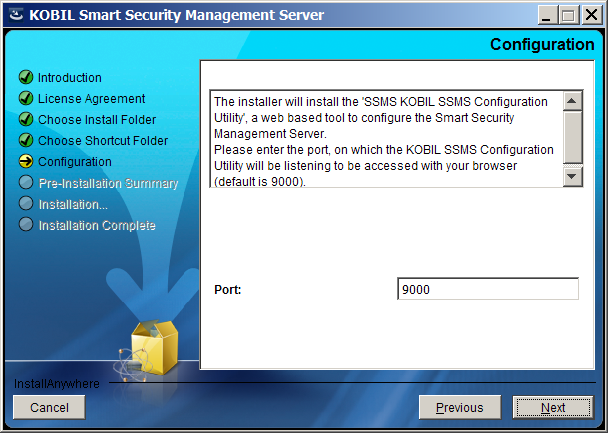 KOBIL Smart Security Management Server
Configuration
Introduction
License Agreement
Choose Install Folder
Choose Shortcut Folder
Configuration
Pre-Installation Summary
Installation...
Installation Complete
The installer will install the 'SSMS KOBIL SSMS Configuration
Utility', a web based tool to configure the Smart Security
Management Server.
Please enter the port, on which the KOBIL SSMS Configuration
Utility will be listening to be accessed with your browser
(default is 9000).
Port:
9000
InstallAnywhere
Cancel
Previous
Next